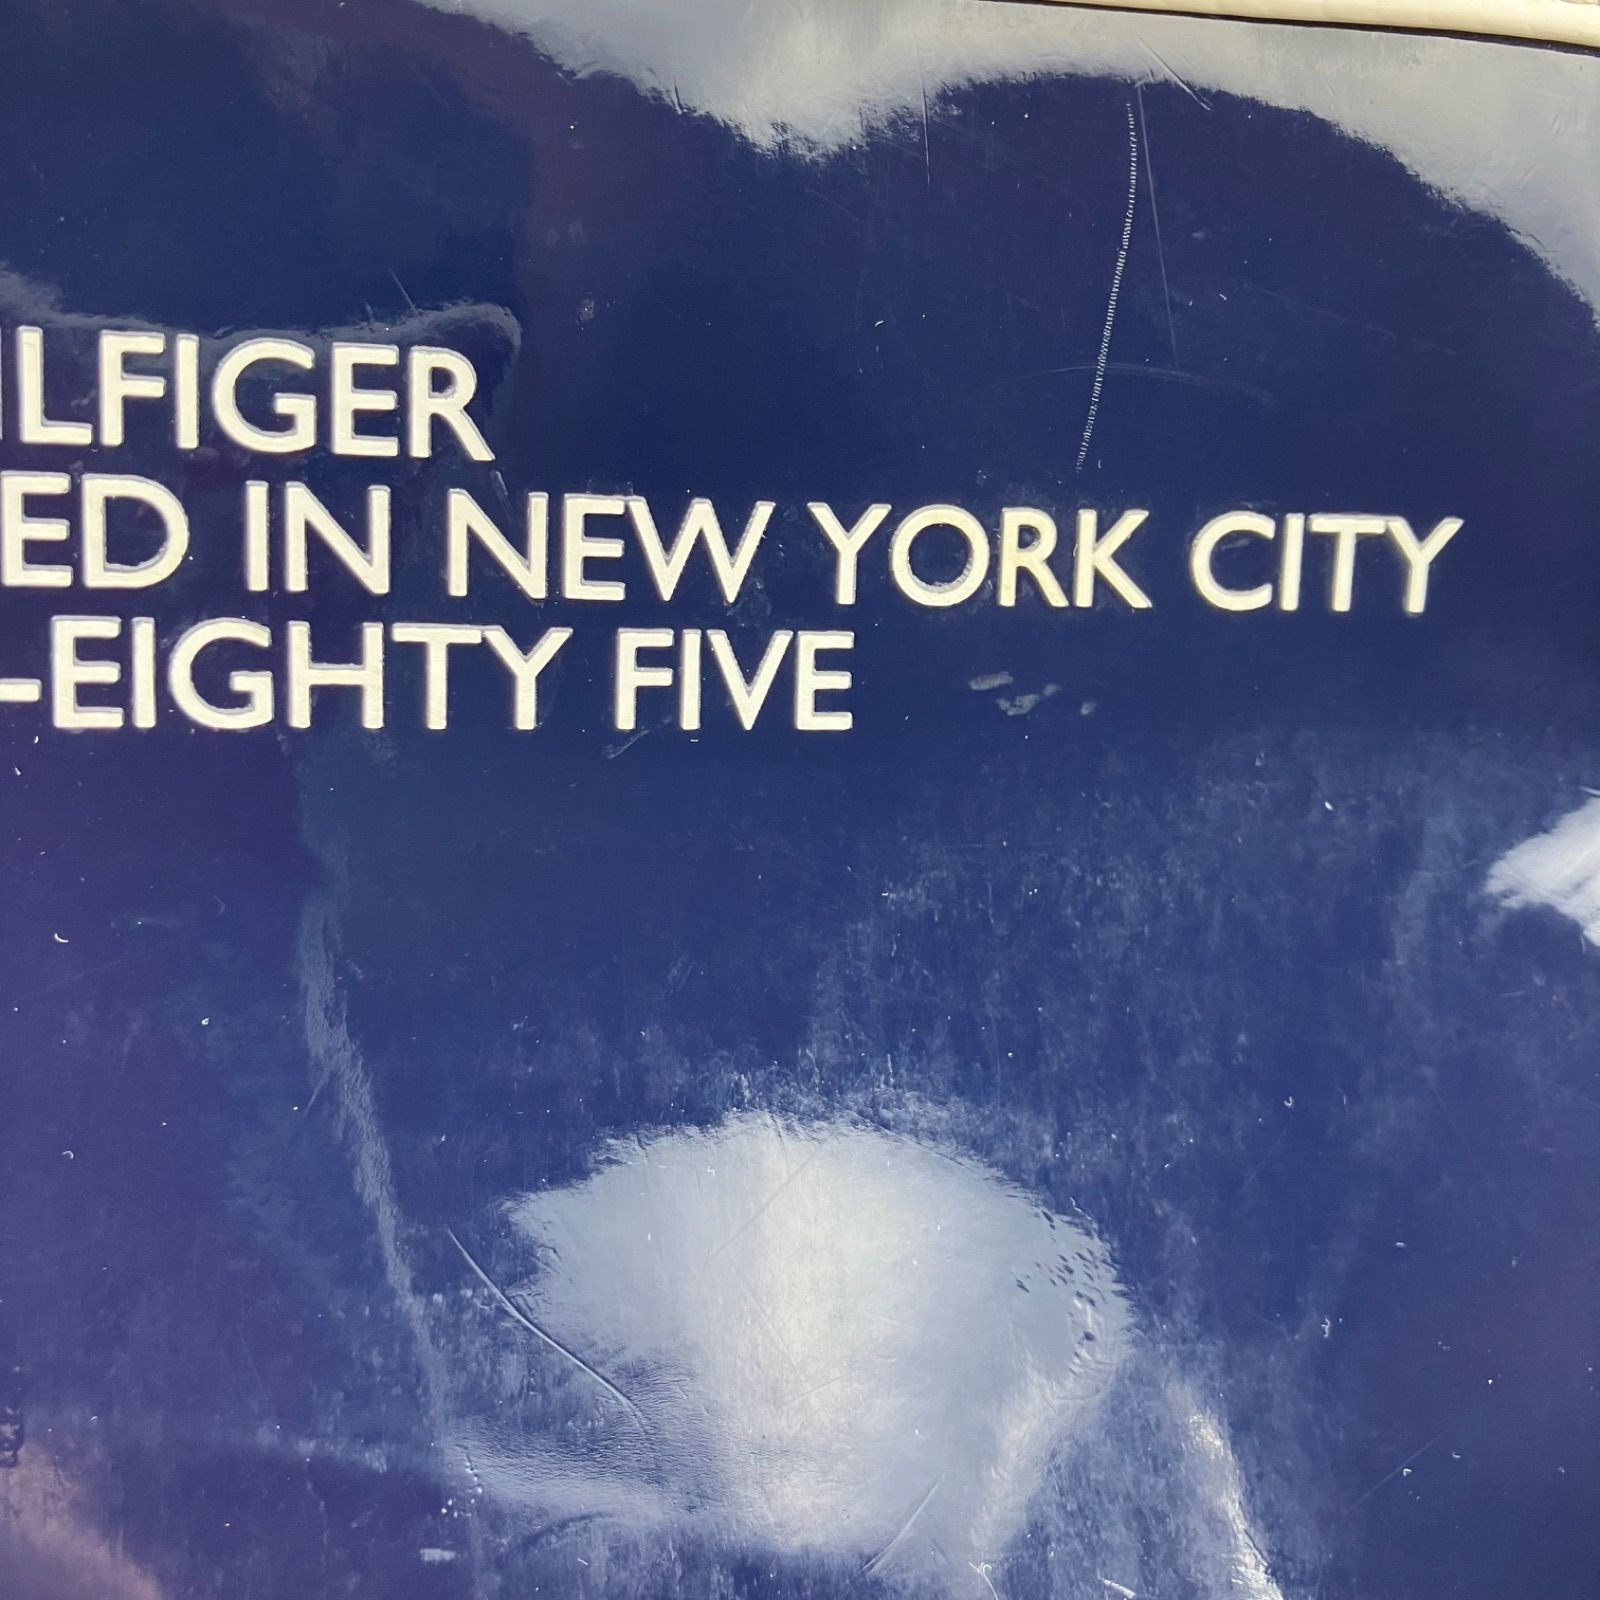 ILFIGER
ED IN NEW YORK CITY
-EIGHTY FIVE